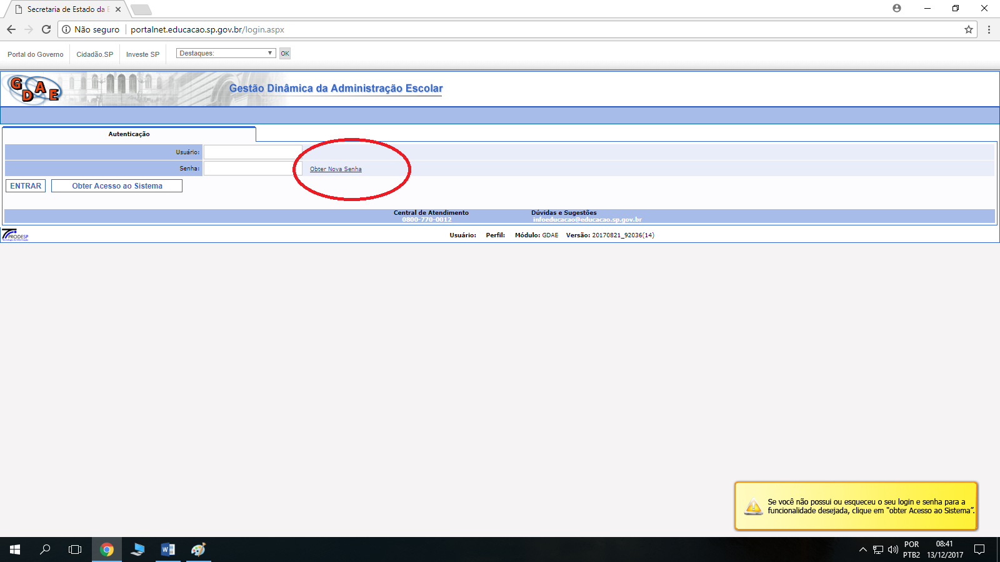 Secretaria de Estado da E
Não seguro
portalnet.educacao.sp.gov.br/login.aspx
Portal do Governo
Cidadão.SP
Investe SP
Destaques:
OK
G D A E
Gestão Dinâmica da Administração Escolar
Autenticação
Usuário:
Senha:
Obter Nova Senha
ENTRAR
Obter Acesso ao Sistema
Central de Atendimento
Dúvidas e Sugestões
0800-770-0012
infoeducacao@educacao.sp.gov.br
PRODESP
Usuário: Perfil: Módulo: GDAE Versão: 20170821_92036(14)
Se você não possui ou esqueceu o seu login e senha para a
funcionalidade desejada, clique em "obter Acesso ao Sistema".
POR
08:41
PTB2
13/12/2017